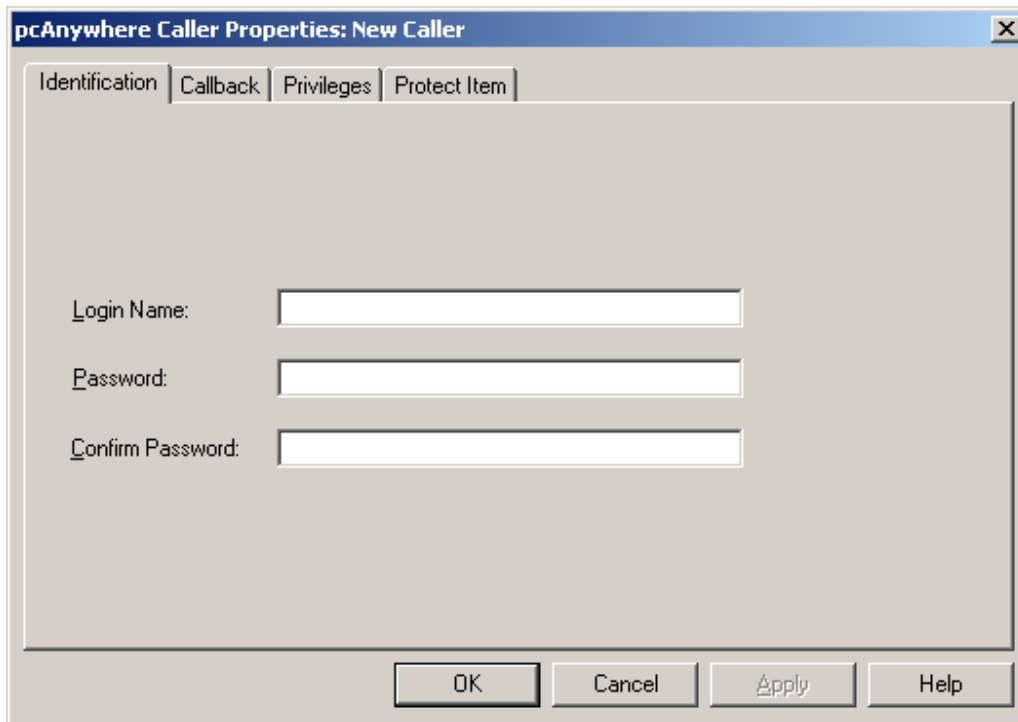 pcAnywhere Caller Properties: New Caller
Identification Callback Privileges Protect Item
Login Name:
Password:
Confirm Password:
OK Cancel Apply Help